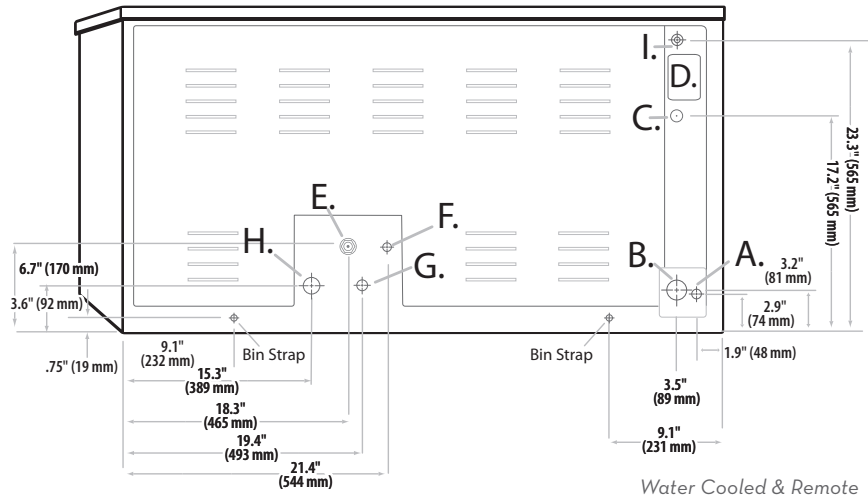 I.
D.
C.
23.3" (565 mm)
17.2" (565 mm)
E.
F.
H.
G.
B.
A.
6.7" (170 mm)
3.6" (92 mm)
3.2"
(81 mm)
2.9"
(74 mm)
Bin Strap
Bin Strap
.75" (19 mm)
9.1"
(232 mm)
1.9" (48 mm)
15.3"
(389 mm)
3.5"
(89 mm)
18.3"
(465 mm)
19.4"
(493 mm)
9.1"
(231 mm)
21.4"
(544 mm)
Water Cooled & Remote